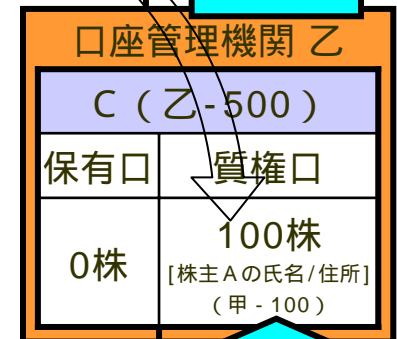 口座管理機関 乙
C（乙-500）
保有口 質権口
0株 100株
[株主Aの氏名/住所]
（甲-100）